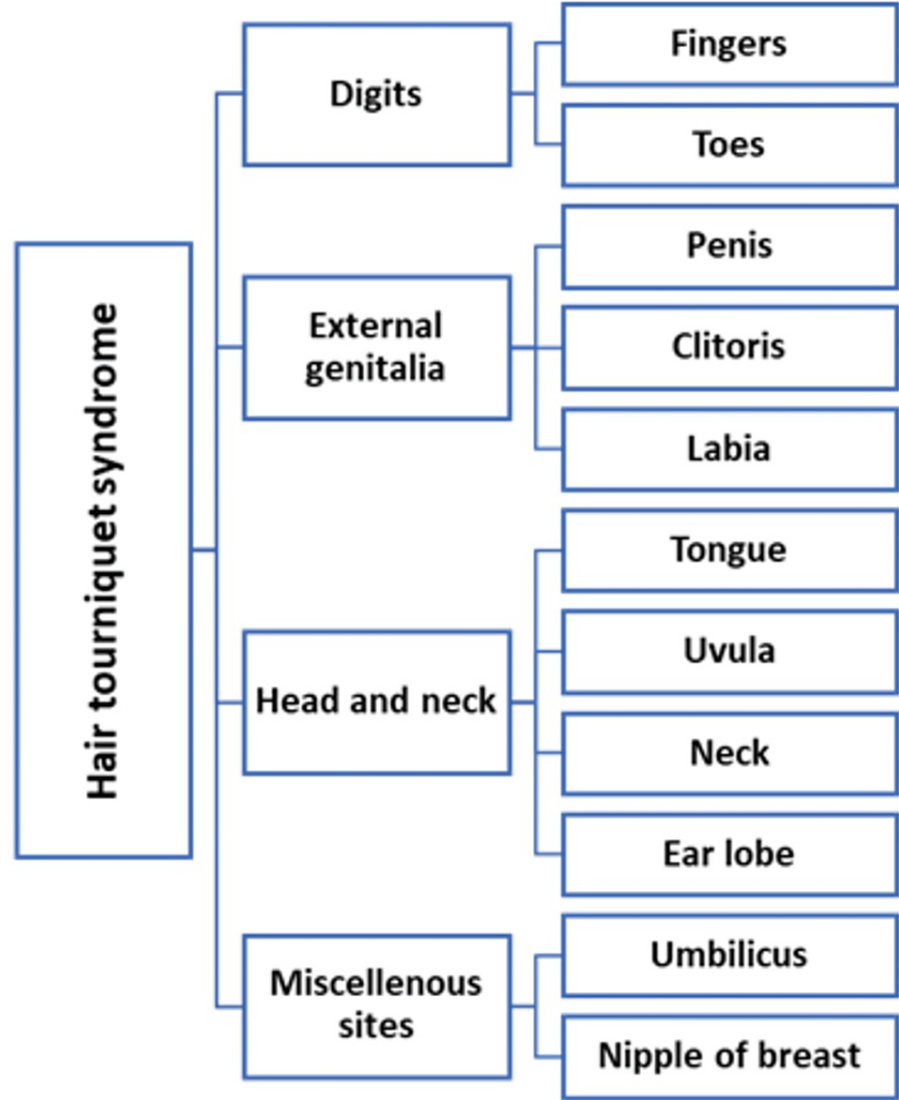 Hair tourniquet syndrome
Digits
Fingers
Toes
External
genitalia
Penis
Clitoris
Labia
Head and neck
Tongue
Uvula
Neck
Ear lobe
Miscellenous
sites
Umbilicus
Nipple of breast